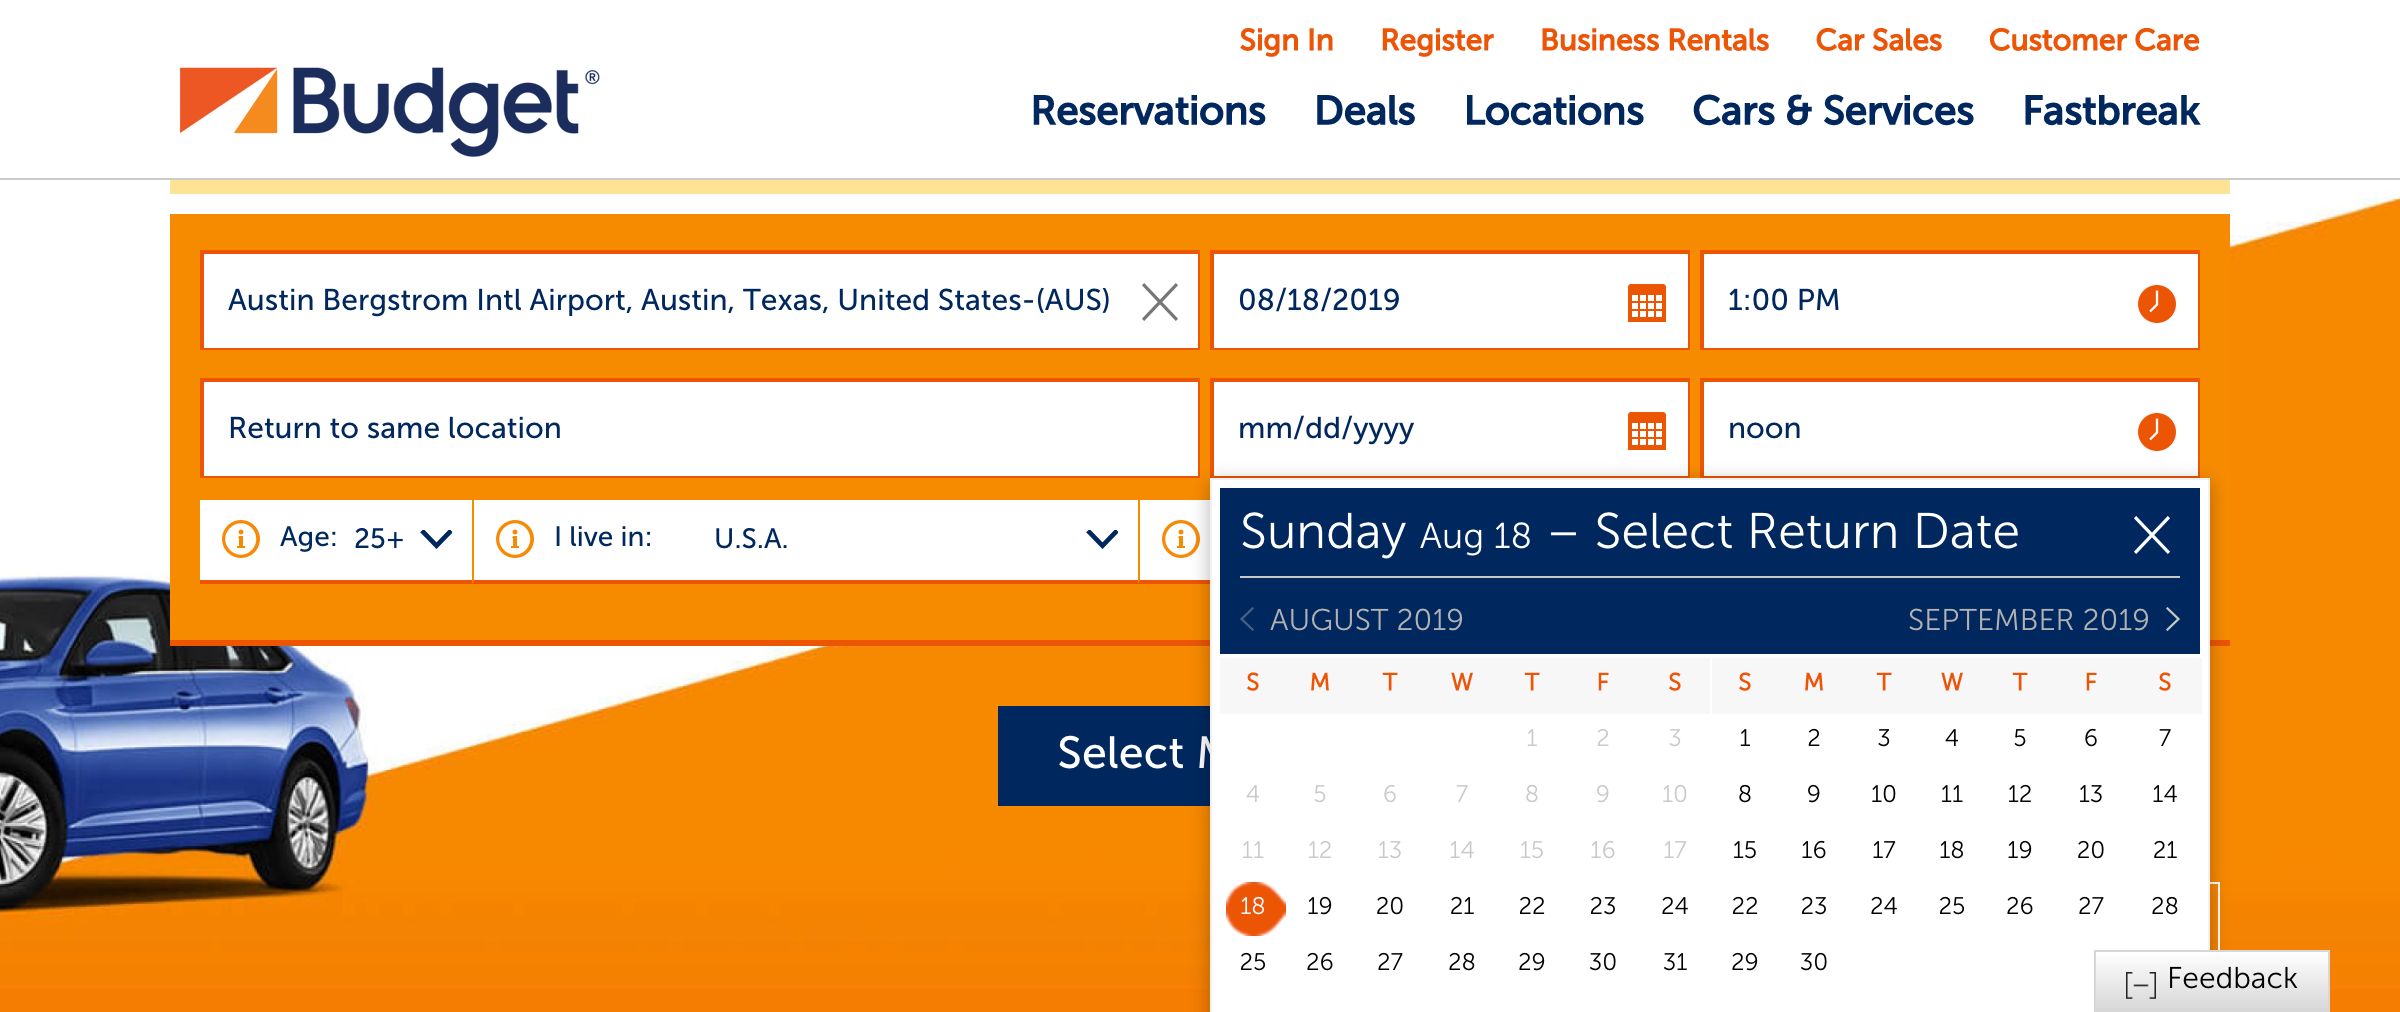 Sign In Register Business Rentals Car Sales Customer Care
Budget®
Reservations Deals Locations Cars & Services Fastbreak
Austin Bergstrom Intl Airport, Austin, Texas, United States-(AUS) 08/18/2019 1:00 PM
Return to same location mm/dd/yyyy noon
Age: 25+ I live in: U.S.A.
Sunday Aug 18 – Select Return Date
AUGUST 2019 SEPTEMBER 2019
S M T W T F S S M T W T F S
1 2 3 1 2 3 4 5 6 7
4 5 6 7 8 9 10 8 9 10 11 12 13 14
11 12 13 14 15 16 17 15 16 17 18 19 20 21
18 19 20 21 22 23 24 22 23 24 25 26 27 28
25 26 27 28 29 30 31 29 30
Select
[–] Feedback